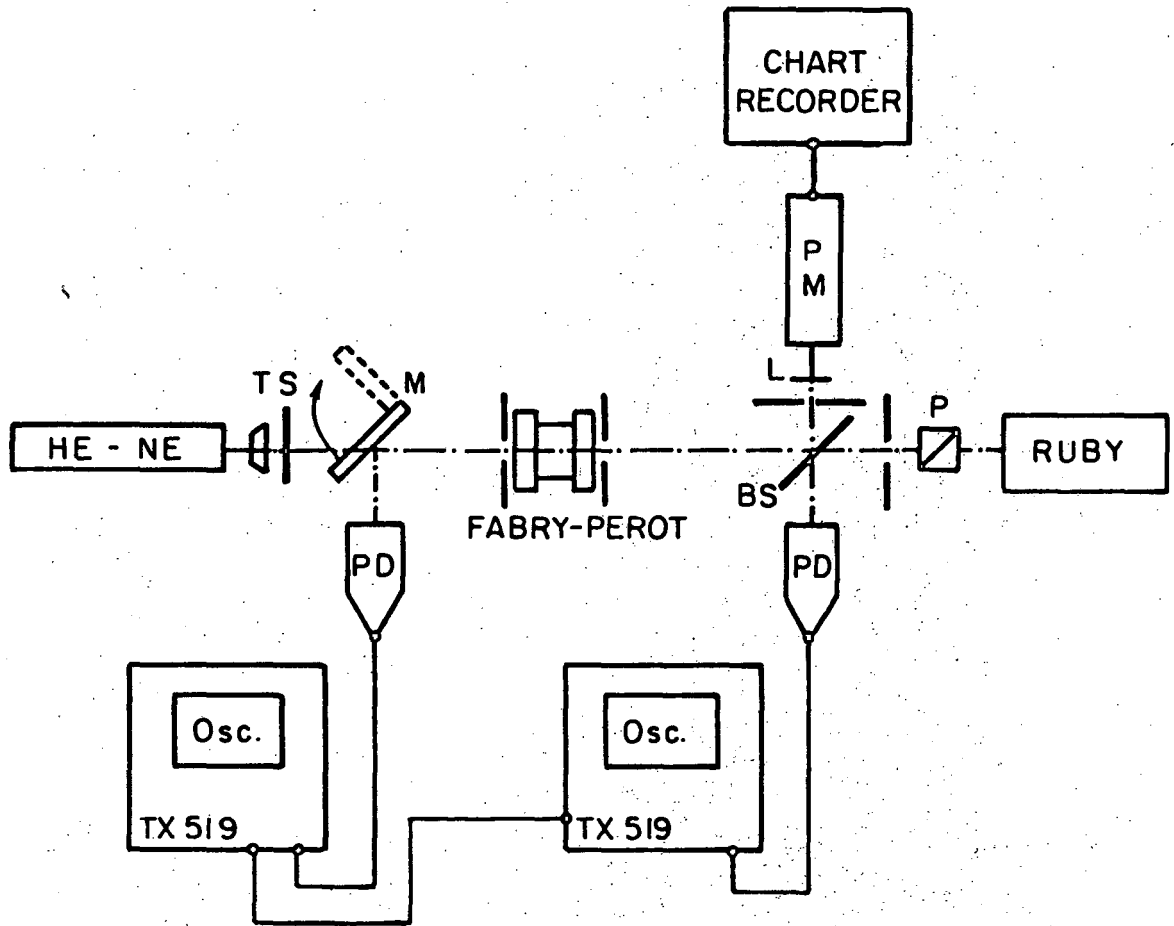 CHART
RECORDER
P
M
L
TS
M
P
HE - NE
RUBY
BS
FABRY-PEROT
PD
PD
Osc.
Osc.
TX 519
TX 519